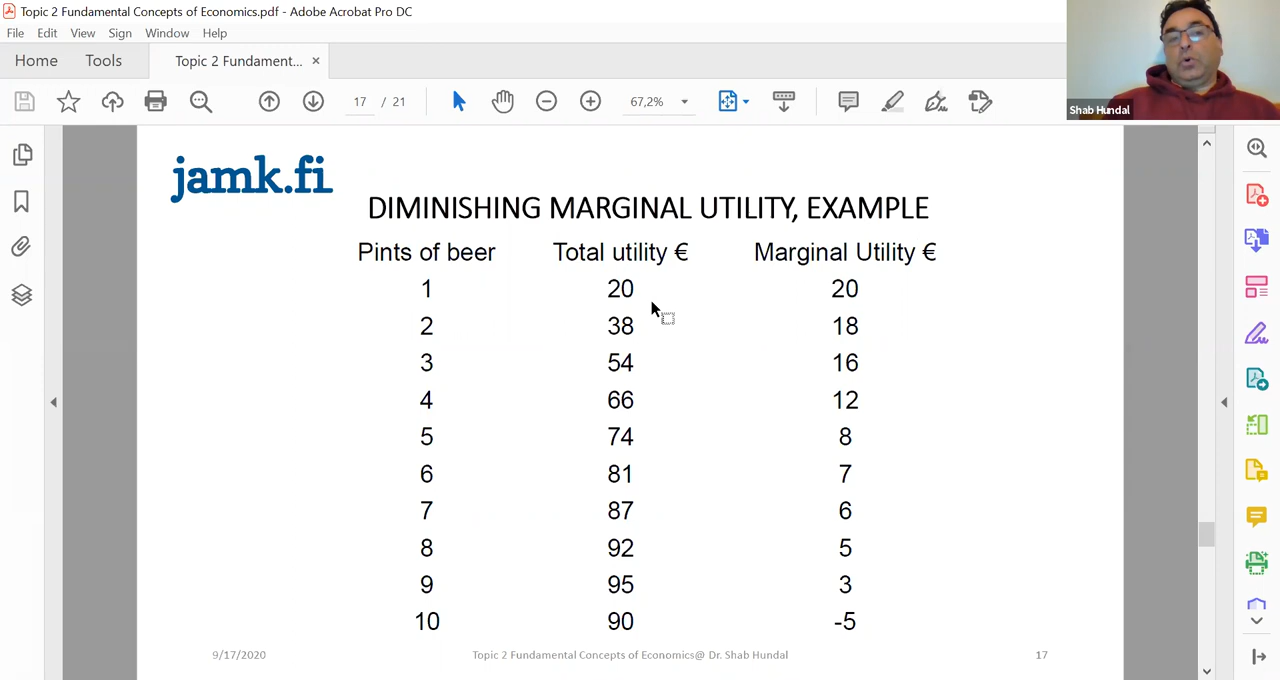 Topic 2 Fundamental Concepts of Economics.pdf - Adobe Acrobat Pro DC
File Edit View Sign Window Help
Home Tools Topic 2 Fundament... ×
17 / 21 67,2%
Shab Hundal
jamk.fi
DIMINISHING MARGINAL UTILITY, EXAMPLE
Pints of beer Total utility € Marginal Utility €
1 20 20
2 38 18
3 54 16
4 66 12
5 74 8
6 81 7
7 87 6
8 92 5
9 95 3
10 90 -5
9/17/2020 Topic 2 Fundamental Concepts of Economics@ Dr. Shab Hundal 17